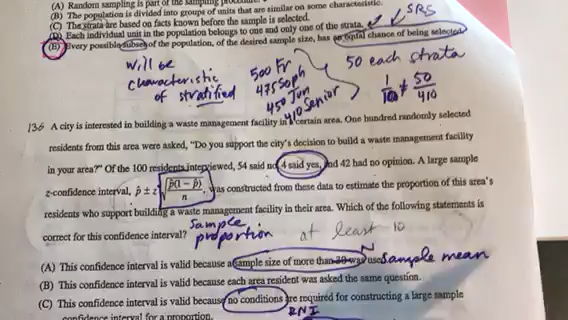 (A) Random sampling is part of the sampling
(B) The population is divided into groups of units that are similar on some characteristic.
(C) The strata are based on facts known before the sample is selected.
(D) Each individual unit in the population belongs to one and only one of the strata.
SRS
(E) Every possible subset of the population, of the desired sample size, has an equal chance of being selected.
will be
characteristic
of stratified
500 Fr
475 Soph
450 Jun
410 Senior
50 each strata
≠ 50/410
136 A city is interested in building a waste management facility in a certain area. One hundred randomly selected
residents from this area were asked, "Do you support the city's decision to build a waste management facility
in your area?" Of the 100 residents interviewed, 54 said no, 4 said yes, and 42 had no opinion. A large sample
z-confidence interval, p̂ ± z √(p̂(1 − p̂)/n), was constructed from these data to estimate the proportion of this area's
residents who support building a waste management facility in their area. Which of the following statements is
correct for this confidence interval?
Sample
proportion
at least 10
(A) This confidence interval is valid because a sample size of more than 30 was used.
Sample mean
(B) This confidence interval is valid because each area resident was asked the same question.
(C) This confidence interval is valid because no conditions are required for constructing a large sample
confidence interval for a proportion.
RNI